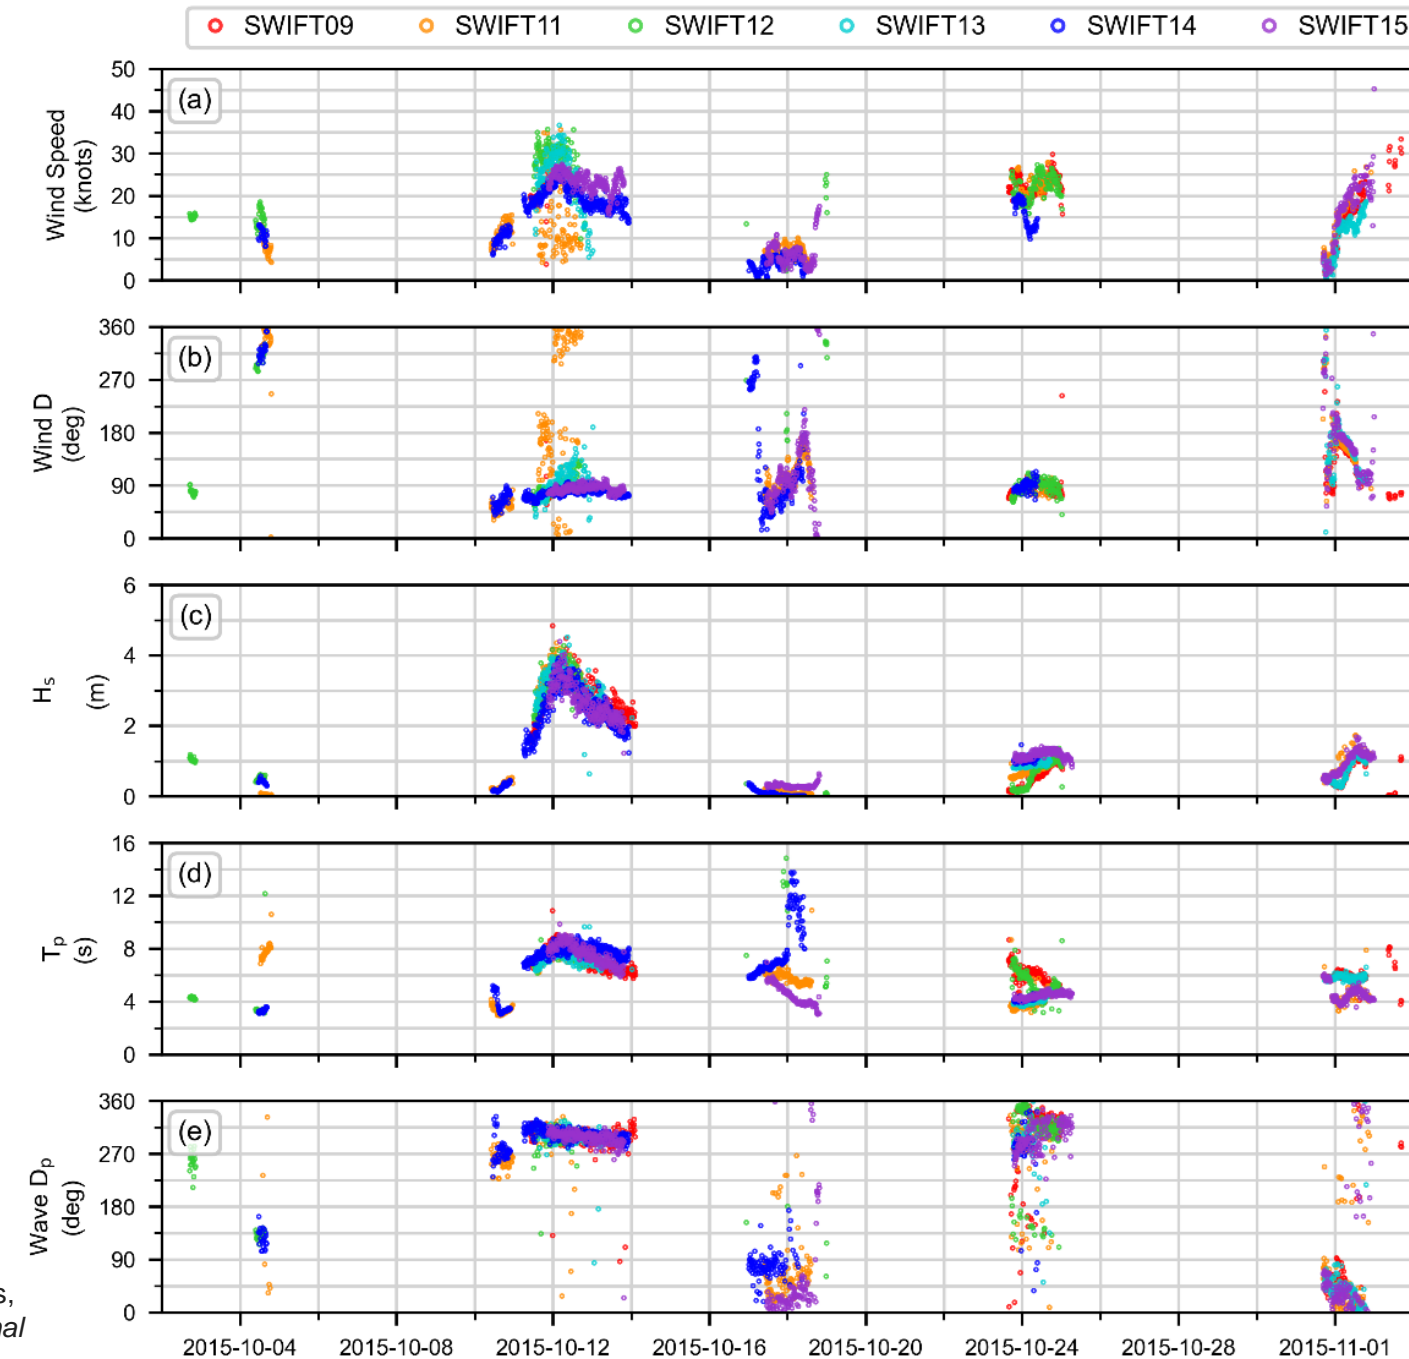 SWIFT09 SWIFT11 SWIFT12 SWIFT13 SWIFT14 SWIFT15
(a)
Wind Speed
(knots)
50
40
30
20
10
0
(b)
Wind D
(deg)
360
270
180
90
0
(c)
Hs
(m)
6
4
2
0
(d)
Tp
(s)
16
12
8
4
0
(e)
Wave Dp
(deg)
360
270
180
90
0
s,
nal
2015-10-04 2015-10-08 2015-10-12 2015-10-16 2015-10-20 2015-10-24 2015-10-28 2015-11-01